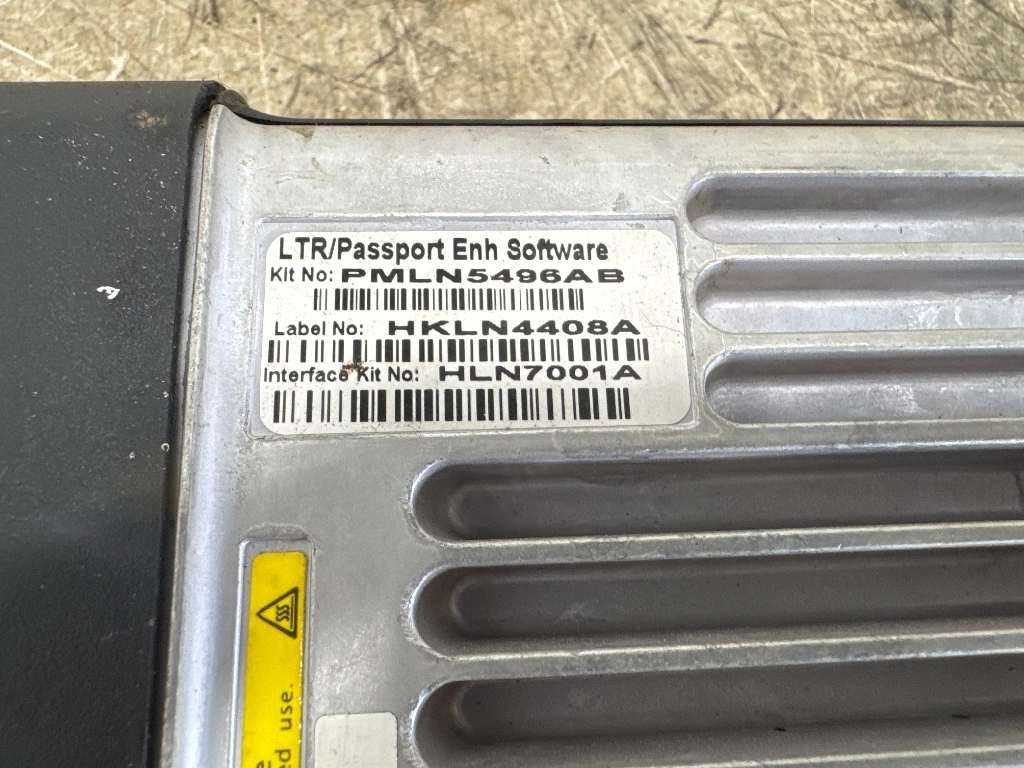 LTR/Passport Enh Software
Kit No: PMLN5496AB
Label No: HKLN4408A
Interface Kit No: HLN7001A
use.